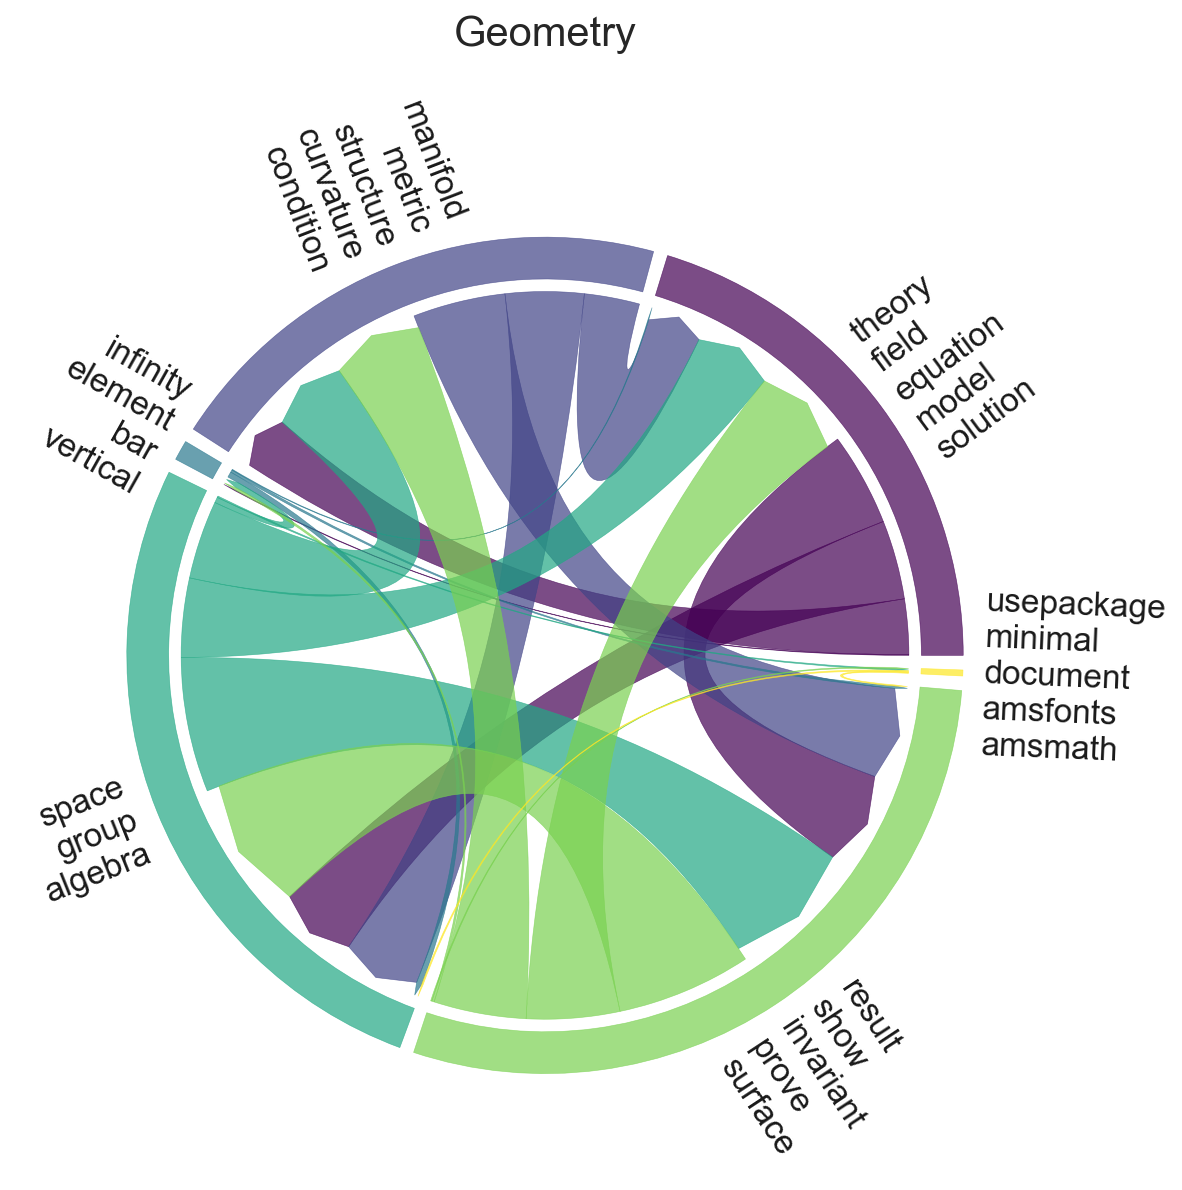 Geometry
manifold
metric
structure
curvature
condition
theory
field
equation
model
solution
infinity
element
bar
vertical
usepackage
minimal
document
amsfonts
amsmath
space
group
algebra
result
show
invariant
prove
surface